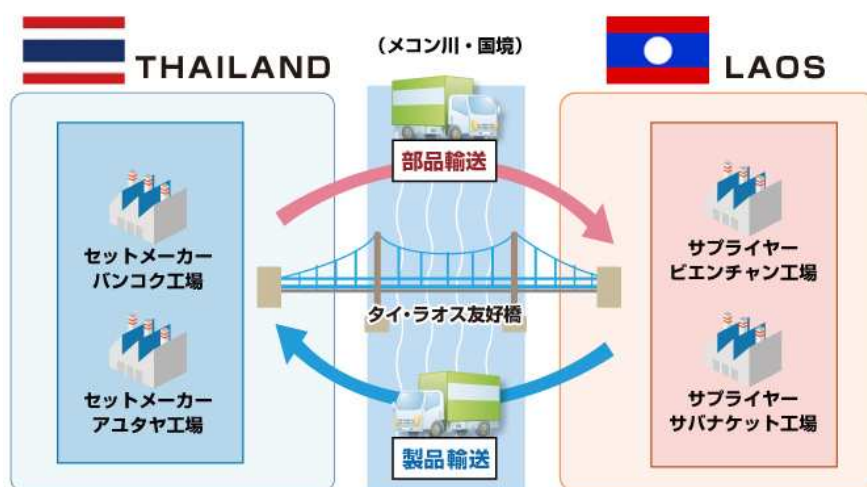 THAILAND
(メコン川・国境)
LAOS
部品輸送
セットメーカー
バンコク工場
セットメーカー
アユタヤ工場
タイ・ラオス友好橋
サプライヤー
ビエンチャン工場
サプライヤー
サバナケット工場
製品輸送